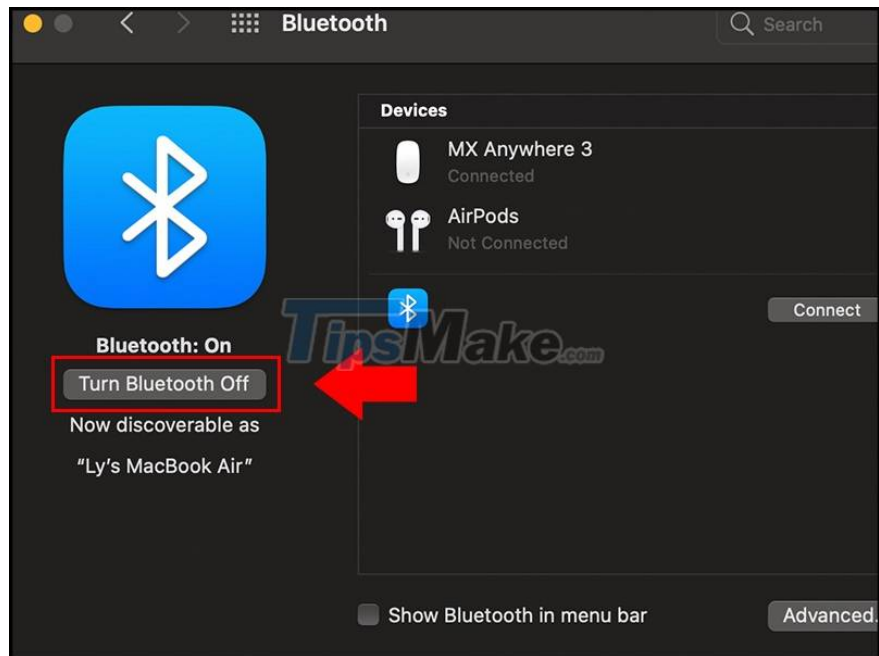 Bluetooth
Search
Bluetooth: On
Turn Bluetooth Off
Now discoverable as
“Ly’s MacBook Air”
Devices
MX Anywhere 3
Connected
AirPods
Not Connected
Connect
TipsMake.com
Show Bluetooth in menu bar
Advanced.